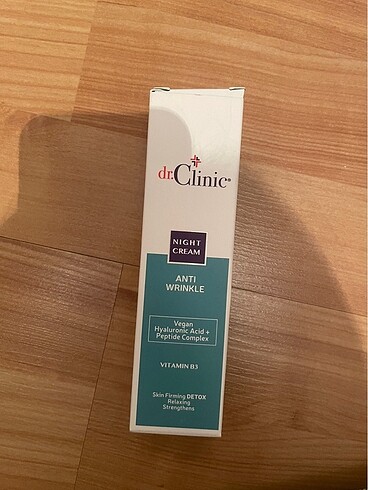 dr.Clinic®
NIGHT
CREAM
ANTI
WRINKLE
Vegan
Hyaluronic Acid +
Peptide Complex
VITAMIN B3
Skin Firming DETOX
Relaxing
Strengthens